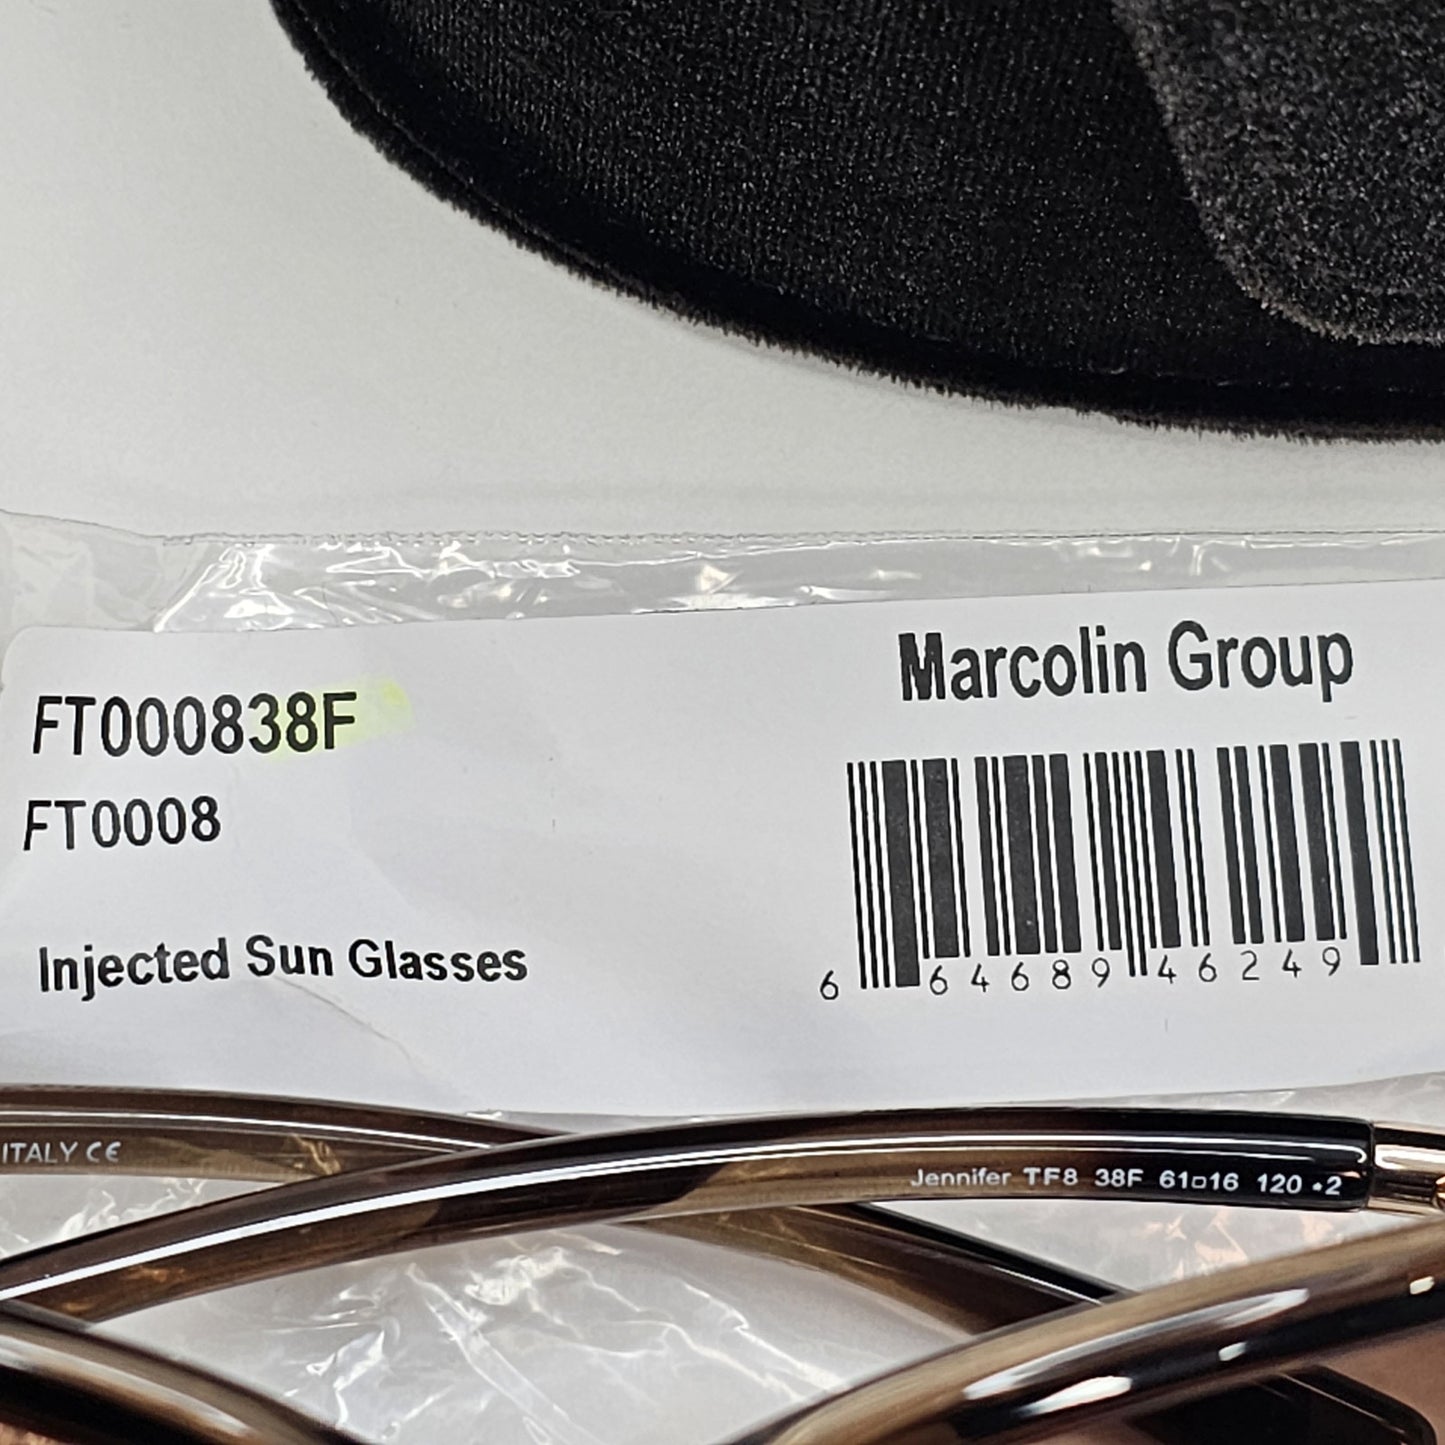 Marcolin Group
FT000838F
FT0008
Injected Sun Glasses
6 64689 46249
ITALY CE
Jennifer TF8 38F 61□16 120 •2